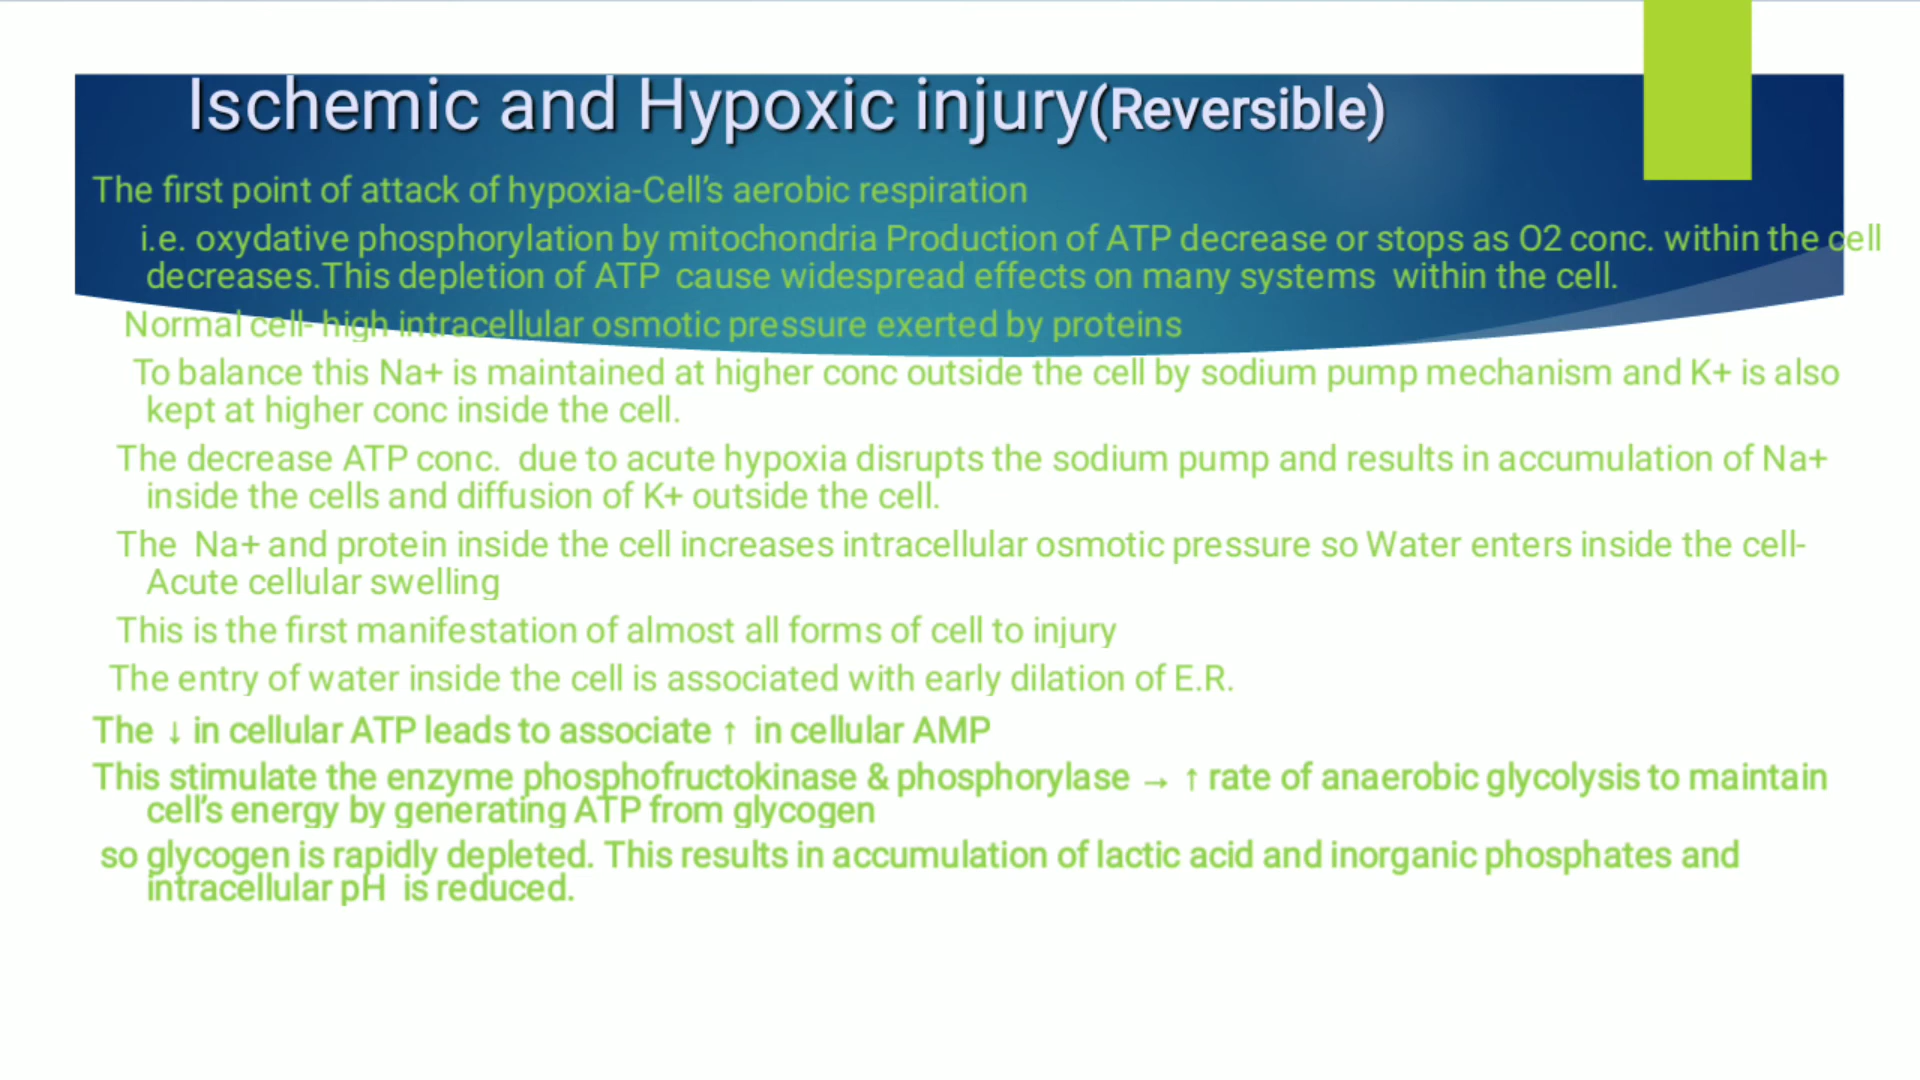 Ischemic and Hypoxic injury(Reversible)
The first point of attack of hypoxia-Cell’s aerobic respiration
i.e. oxydative phosphorylation by mitochondria Production of ATP decrease or stops as O2 conc. within the cell
decreases.This depletion of ATP cause widespread effects on many systems within the cell.
Normal cell- high intracellular osmotic pressure exerted by proteins
To balance this Na+ is maintained at higher conc outside the cell by sodium pump mechanism and K+ is also
kept at higher conc inside the cell.
The decrease ATP conc. due to acute hypoxia disrupts the sodium pump and results in accumulation of Na+
inside the cells and diffusion of K+ outside the cell.
The Na+ and protein inside the cell increases intracellular osmotic pressure so Water enters inside the cell-
Acute cellular swelling
This is the first manifestation of almost all forms of cell to injury
The entry of water inside the cell is associated with early dilation of E.R.
The ↓ in cellular ATP leads to associate ↑ in cellular AMP
This stimulate the enzyme phosphofructokinase & phosphorylase → ↑ rate of anaerobic glycolysis to maintain
cell’s energy by generating ATP from glycogen
so glycogen is rapidly depleted. This results in accumulation of lactic acid and inorganic phosphates and
intracellular pH is reduced.